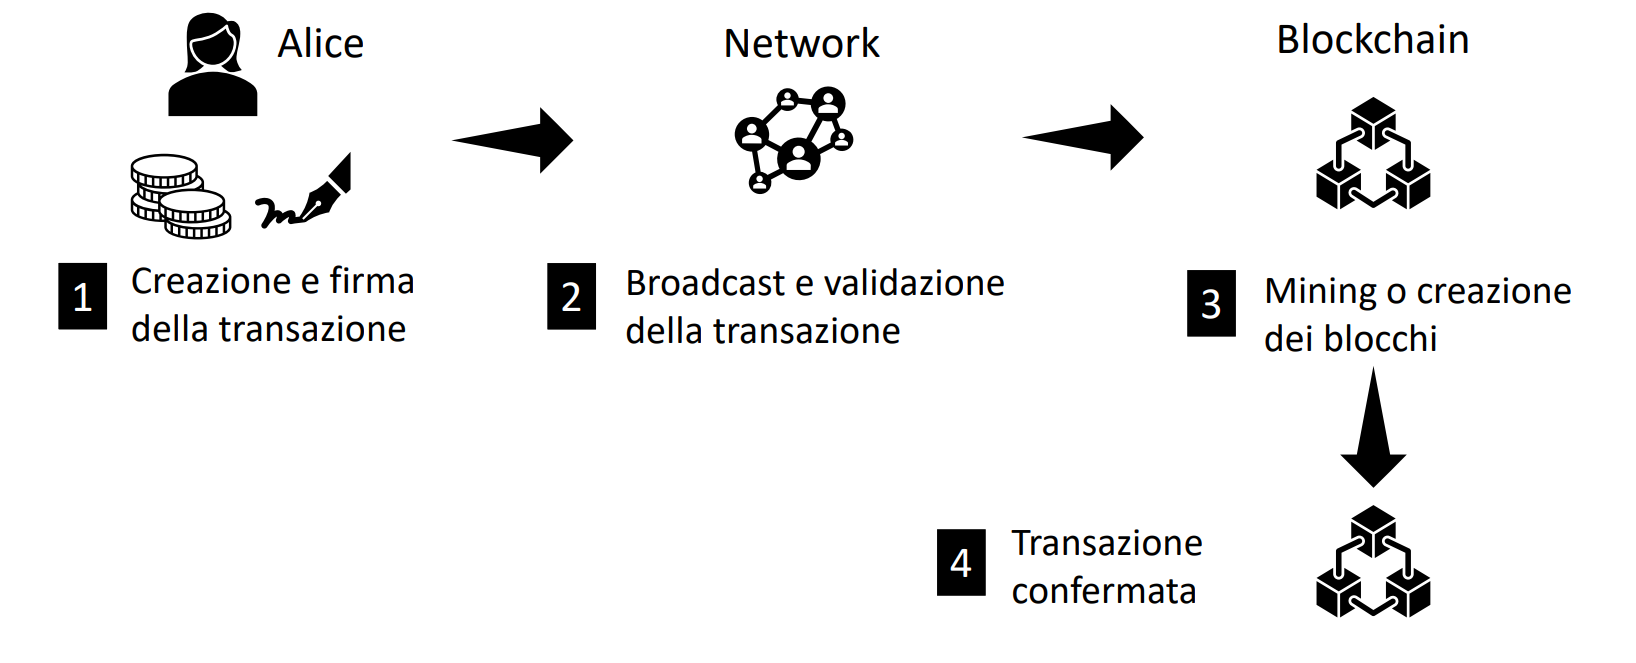 Alice
Network
Blockchain
1
Creazione e firma
della transazione
2
Broadcast e validazione
della transazione
3
Mining o creazione
dei blocchi
4
Transazione
confermata